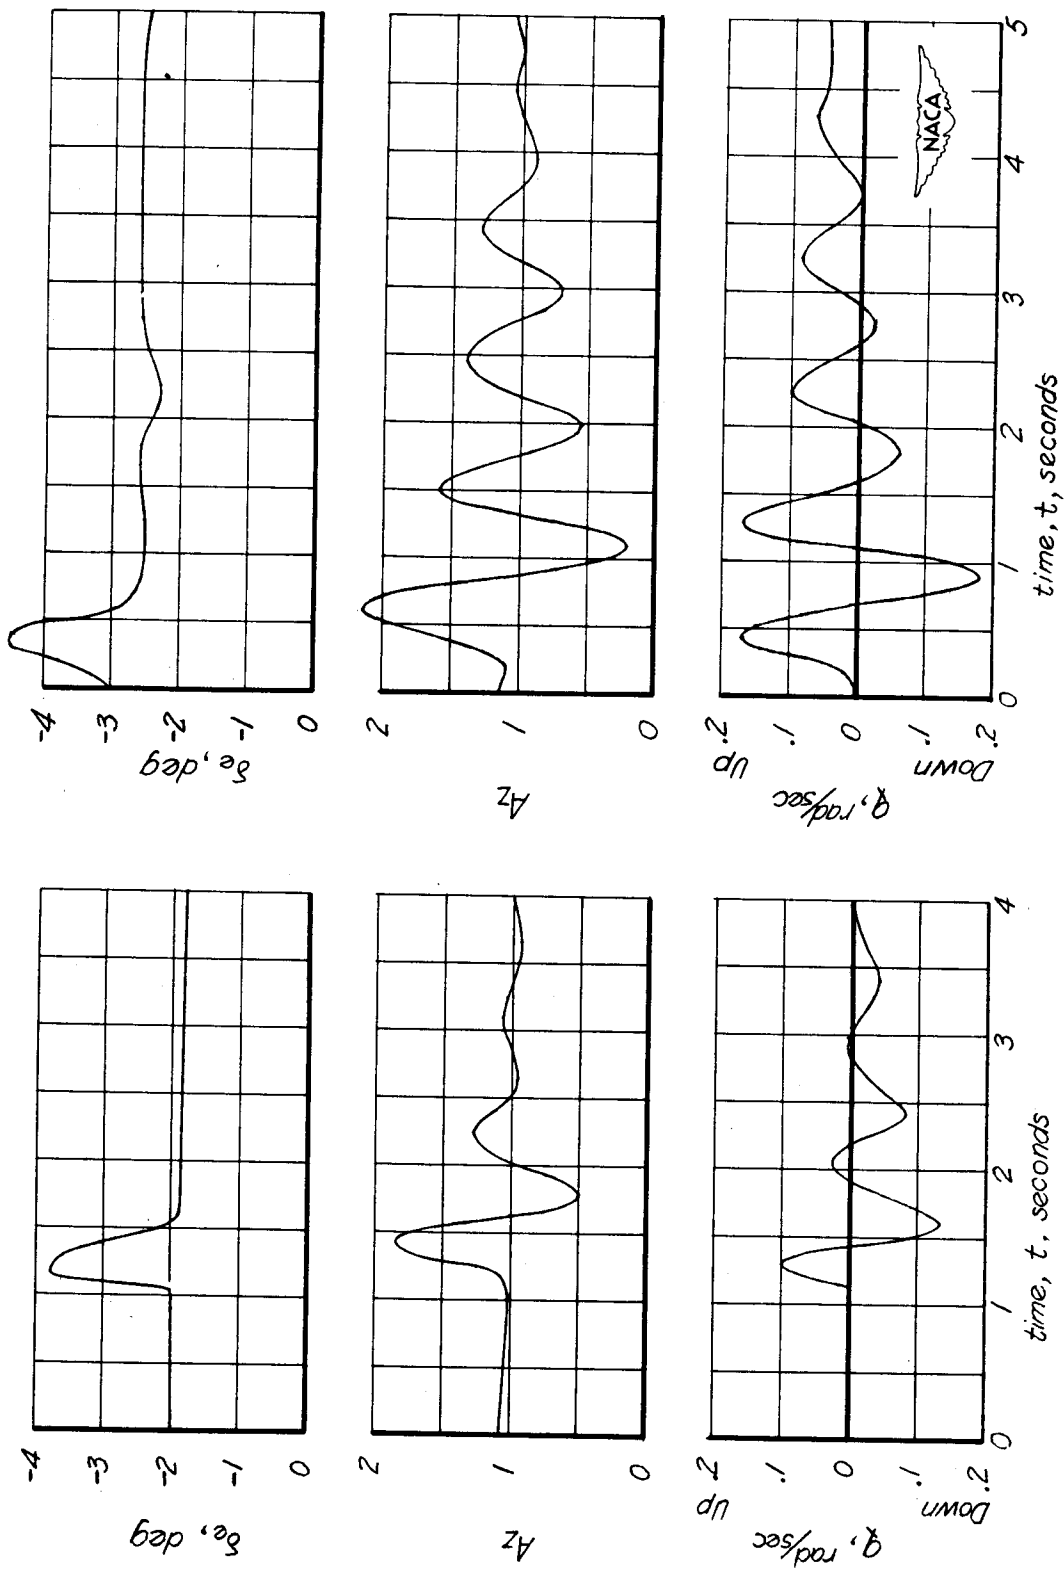 -4
-3
-2
-1
0
δe, deg
2
1
0
Az
.2
.1
0
.1
.2
Up
Down
q, rad/sec
0
1
2
3
4
time, t, seconds
-4
-3
-2
-1
0
δe, deg
2
1
0
Az
.2
.1
0
.1
.2
Up
Down
q, rad/sec
0
1
2
3
4
5
time, t, seconds
NACA